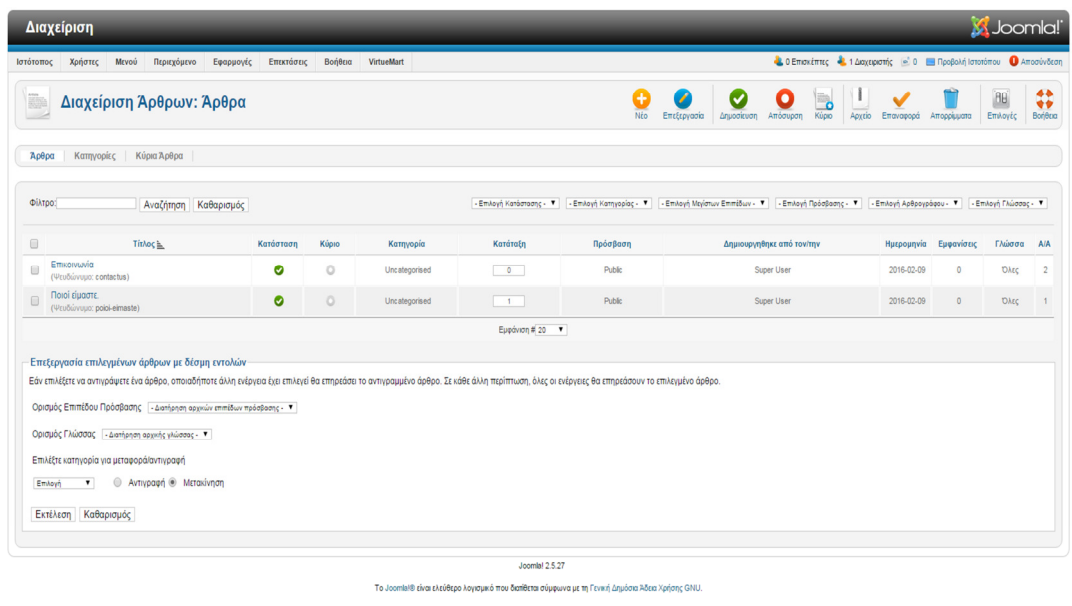 Διαχείριση
Joomla!
Ιστότοπος Χρήστες Μενού Περιεχόμενο Εφαρμογές Επεκτάσεις Βοήθεια VirtueMart
0 Επισκέπτες 1 Διαχειριστής 0 Προβολή Ιστοτόπου Αποσύνδεση
Διαχείριση Άρθρων: Άρθρα
Νέο Επεξεργασία Δημοσίευση Απόσυρση Κύριο Αρχείο Επαναφορά Απορρίμματα Επιλογές Βοήθεια
Άρθρα Κατηγορίες Κύρια Άρθρα
Φίλτρο: Αναζήτηση Καθαρισμός
- Επιλογή Κατάστασης - - Επιλογή Κατηγορίας - - Επιλογή Μεγίστων Επιπέδων - - Επιλογή Πρόσβασης - - Επιλογή Αρθρογράφου - - Επιλογή Γλώσσας -
Τίτλος Κατάσταση Κύριο Κατηγορία Κατάταξη Πρόσβαση Δημιουργηθηκε από τον/την Ημερομηνία Εμφανίσεις Γλώσσα Α/Α
Επικοινωνία
(Ψευδώνυμο: contactus)
Uncategorised 0 Public Super User 2016-02-09 0 Όλες 2
Ποιοί είμαστε.
(Ψευδώνυμο: poioi-eimaste)
Uncategorised 1 Public Super User 2016-02-09 0 Όλες 1
Εμφάνιση # 20
Επεξεργασία επιλεγμένων άρθρων με δέσμη εντολών
Εάν επιλέξετε να αντιγράψετε ένα άρθρο, οποιαδήποτε άλλη ενέργεια έχει επιλεγεί θα επηρεάσει το αντιγραμμένο άρθρο. Σε κάθε άλλη περίπτωση, όλες οι ενέργειες θα επηρεάσουν το επιλεγμένο άρθρο.
Ορισμός Επιπέδου Πρόσβασης - Διατήρηση αρχικών επιπέδων πρόσβασης -
Ορισμός Γλώσσας - Διατήρηση αρχικής γλώσσας -
Επιλέξτε κατηγορία για μεταφορά/αντιγραφή
Επιλογή Αντιγραφή Μετακίνηση
Εκτέλεση Καθαρισμός
Joomla! 2.5.27
Το Joomla!® είναι ελεύθερο λογισμικό που διατίθεται σύμφωνα με τη Γενική Δημόσια Άδεια Χρήσης GNU.